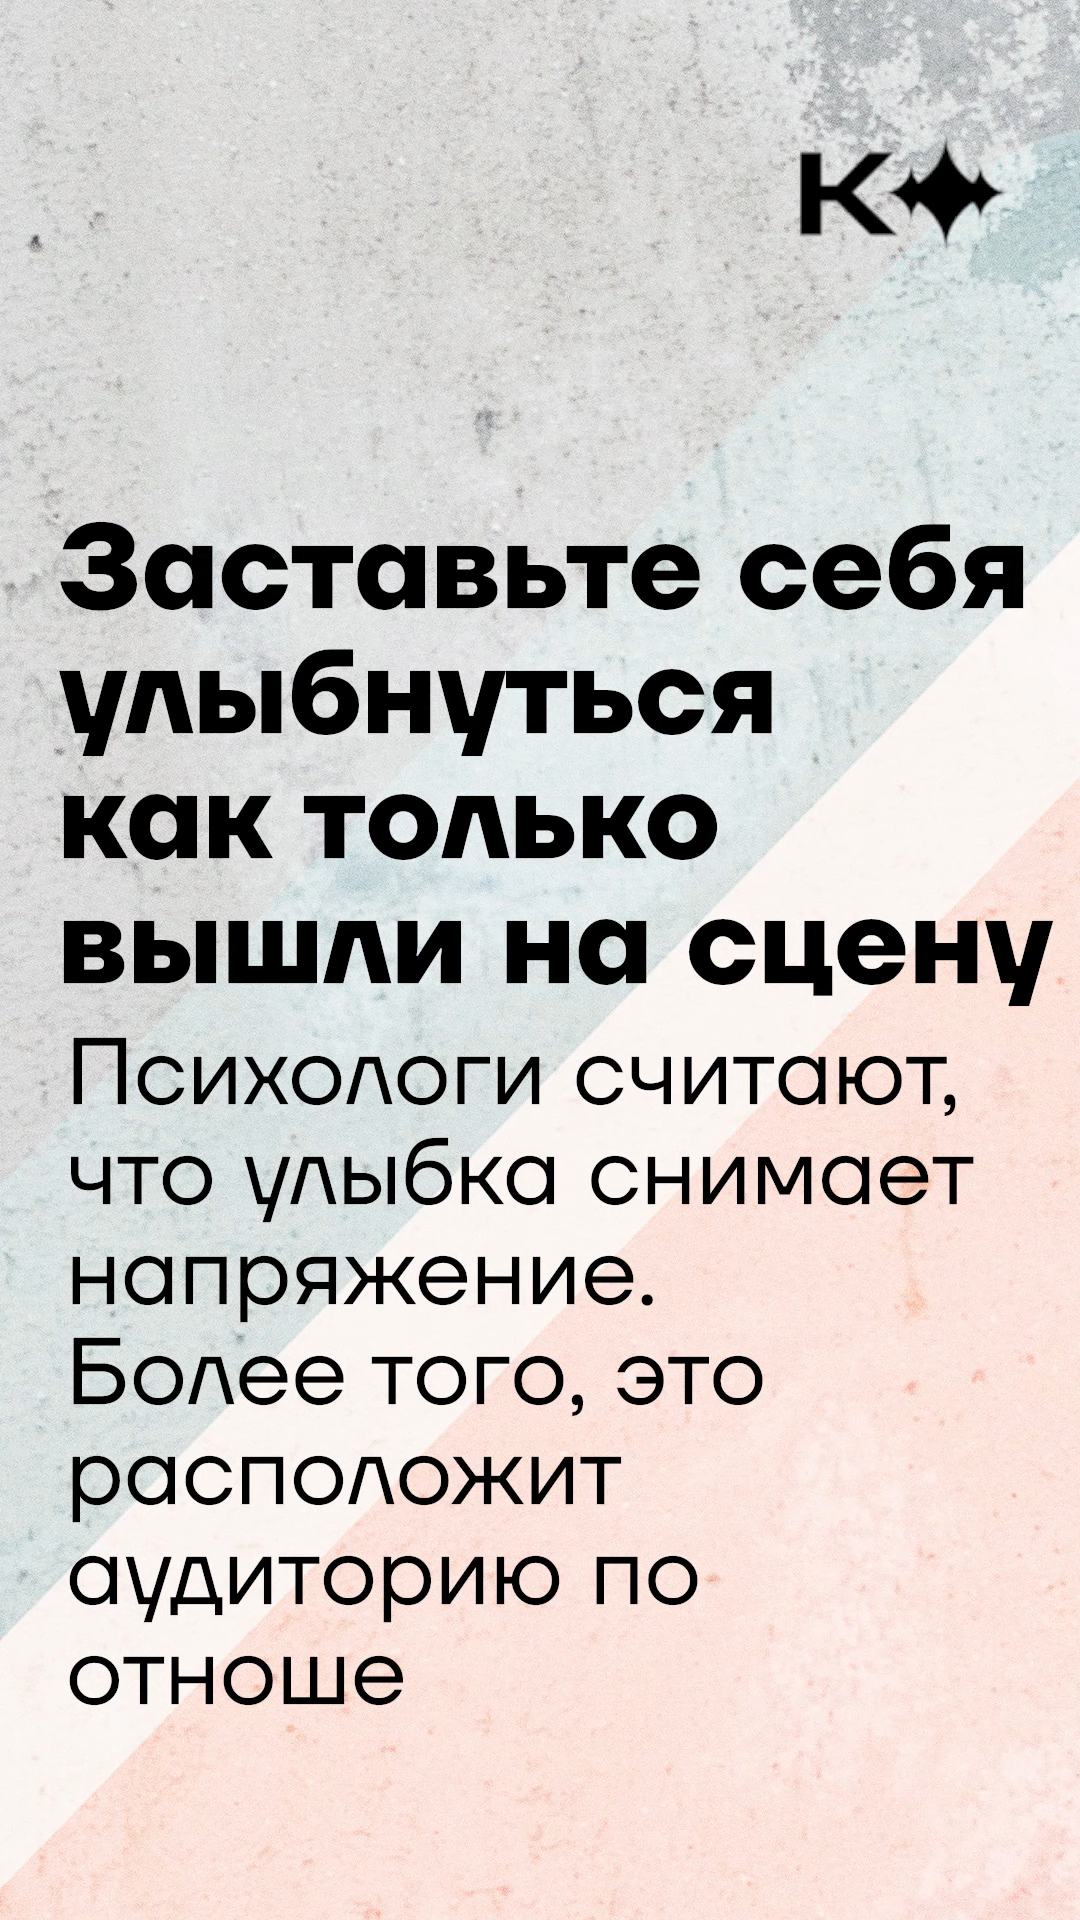 К
Заставьте себя
улыбнуться
как только
вышли на сцену
Психологи считают,
что улыбка снимает
напряжение.
Более того, это
расположит
аудиторию по
отноше